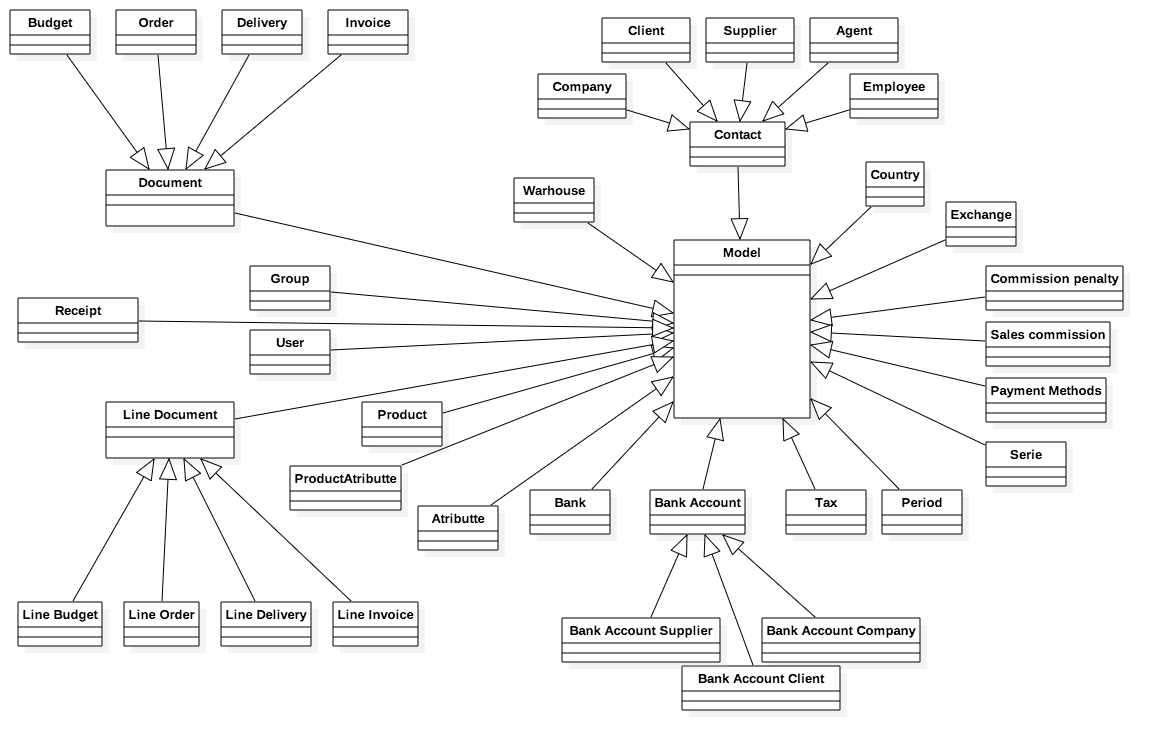 Budget
Order
Delivery
Invoice
Client
Supplier
Agent
Company
Employee
Contact
Document
Warhouse
Country
Exchange
Model
Group
Commission penalty
Receipt
User
Sales commission
Payment Methods
Line Document
Product
Serie
ProductAtributte
Atributte
Bank
Bank Account
Tax
Period
Line Budget
Line Order
Line Delivery
Line Invoice
Bank Account Supplier
Bank Account Company
Bank Account Client